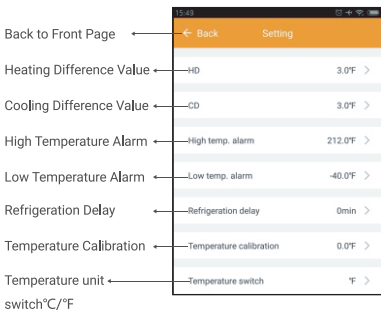 15:49
Back to Front Page ← Back Setting
Heating Difference Value HD 3.0°F >
Cooling Difference Value CD 3.0°F >
High Temperature Alarm High temp. alarm 212.0°F >
Low Temperature Alarm Low temp. alarm -40.0°F >
Refrigeration Delay Refrigeration delay 0min >
Temperature Calibration Temperature calibration 0.0°F >
Temperature unit Temperature switch °F >
switch℃/°F